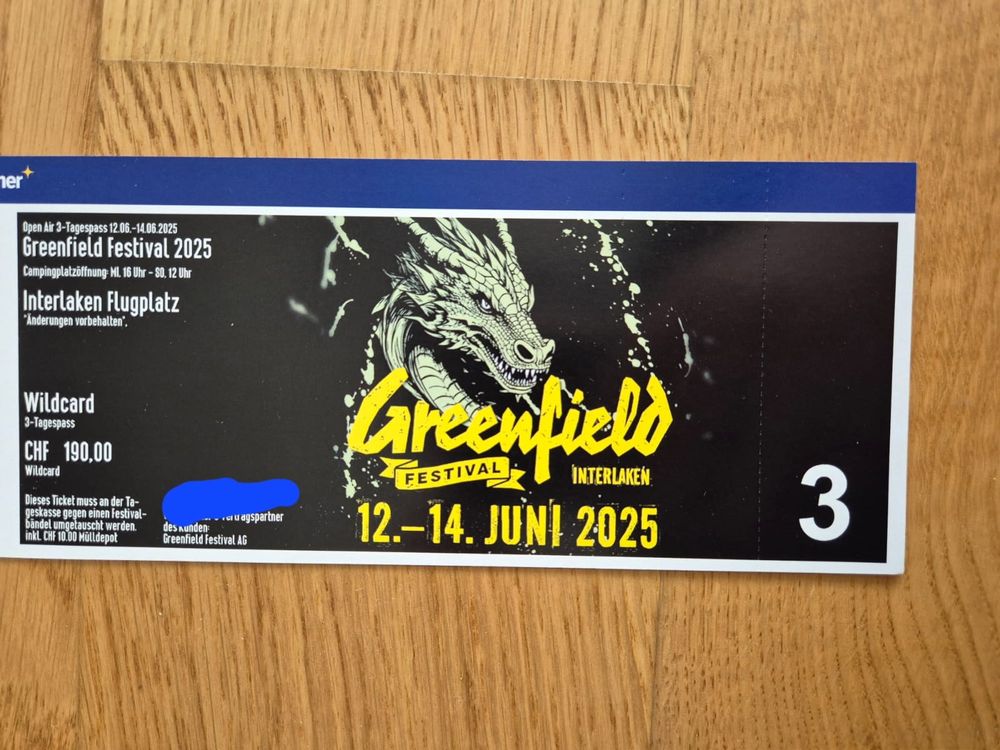 Open Air 3-Tagespass 12.06.-14.06.2025
Greenfield Festival 2025
Campingplatzöffnung: MI. 16 Uhr - SO. 12 Uhr
Interlaken Flugplatz
"Änderungen vorbehalten",
Wildcard
3-Tagespass
CHF 190,00
Wildcard
Dieses Ticket muss an der Ta-
geskasse gegen einen Festival-
bändel umgetauscht werden.
inkl. CHF 10.00 Mülldepot
Vertragspartner
des Kunden:
Greenfield Festival AG
Greenfield
FESTIVAL
INTERLAKEN
12.–14. JUNI 2025
3